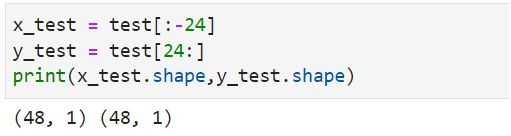 x_test = test[:-24]
y_test = test[24:]
print(x_test.shape,y_test.shape)
(48, 1) (48, 1)